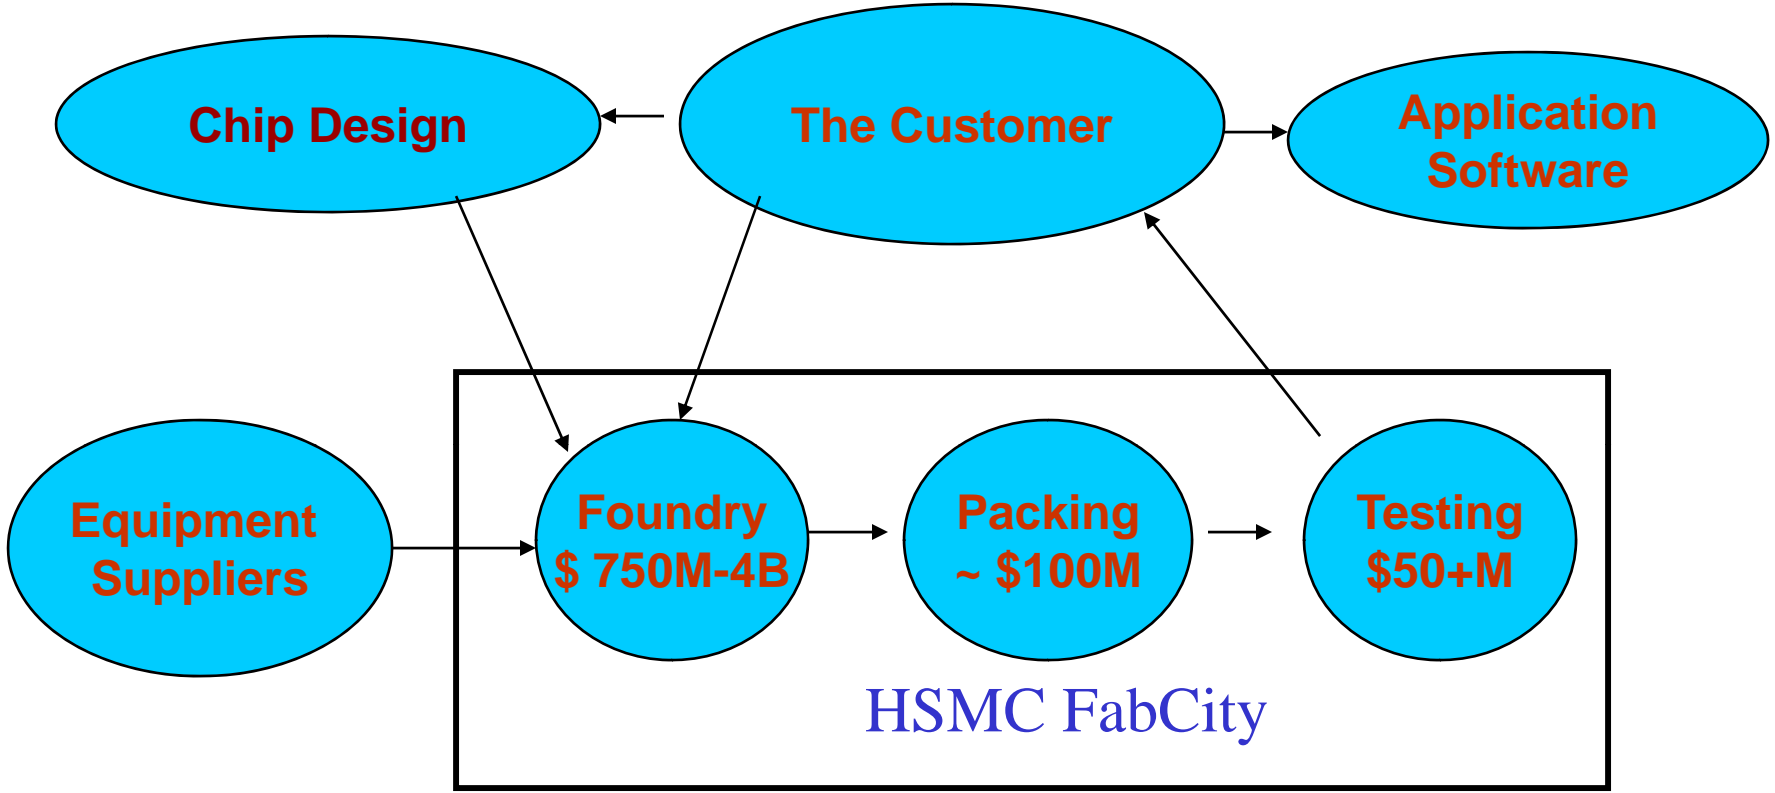 Chip Design
The Customer
Application
Software
Equipment
Suppliers
Foundry
$ 750M-4B
Packing
~ $100M
Testing
$50+M
HSMC FabCity